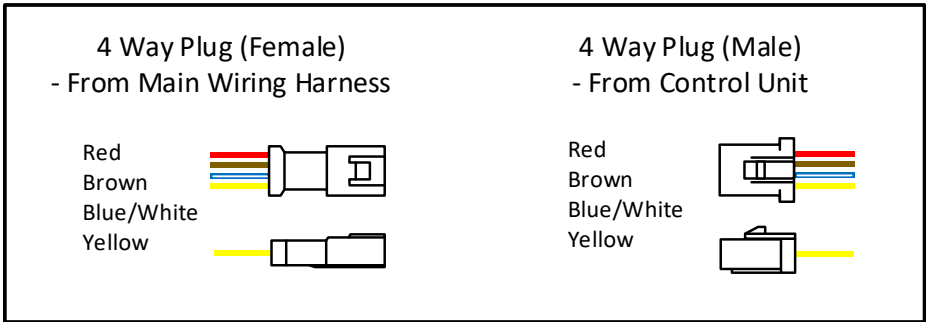 4 Way Plug (Female)
- From Main Wiring Harness
Red
Brown
Blue/White
Yellow
4 Way Plug (Male)
- From Control Unit
Red
Brown
Blue/White
Yellow